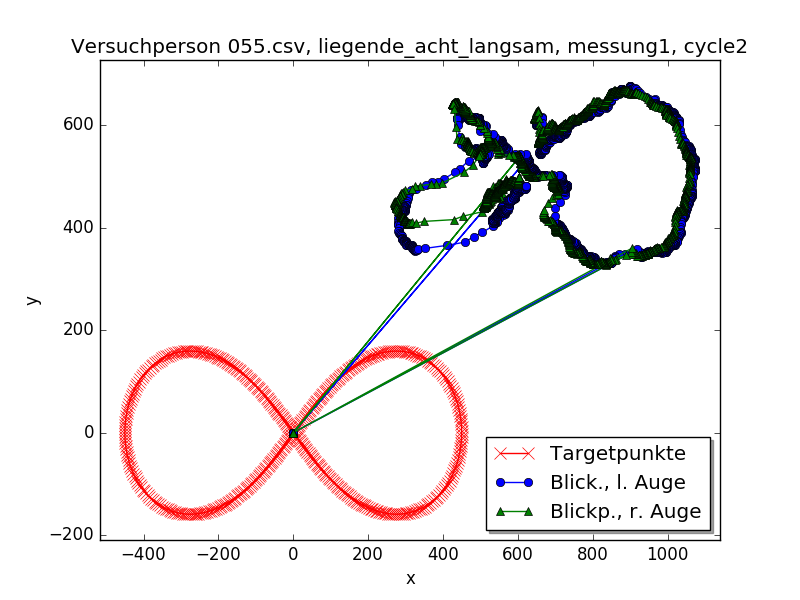 Versuchperson 055.csv, liegende_acht_langsam, messung1, cycle2
600
400
200
0
−200
y
−400 −200 0 200 400 600 800 1000
x
Targetpunkte
Blick., l. Auge
Blickp., r. Auge